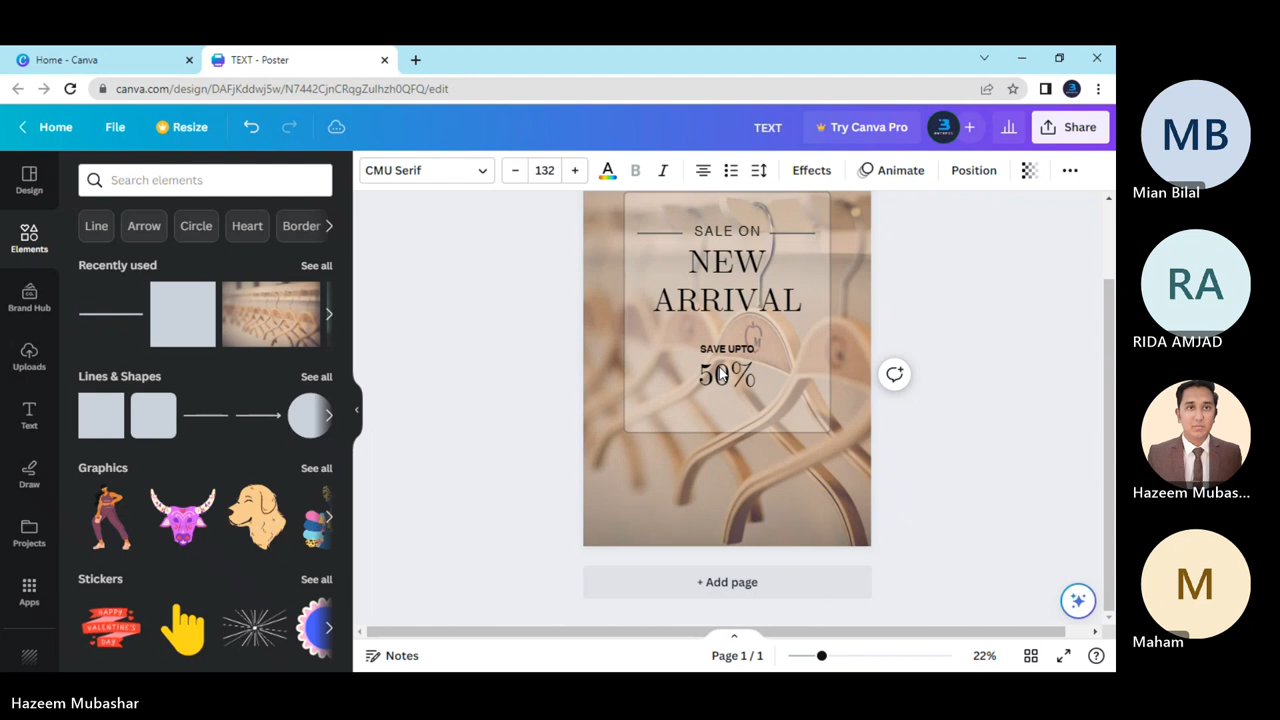 Home - Canva
TEXT - Poster
canva.com/design/DAFjKddwj5w/N7442CjnCRqgZuIhzh0QFQ/edit
Home
File
Resize
TEXT
Try Canva Pro
Share
Design
Elements
Brand Hub
Uploads
Text
Draw
Projects
Apps
Search elements
Line
Arrow
Circle
Heart
Border
Recently used
See all
Lines & Shapes
See all
Graphics
See all
Stickers
See all
HAPPY
VALENTINE'S
DAY
CMU Serif
132
Effects
Animate
Position
SALE ON
NEW
ARRIVAL
SAVE UPTO
50%
+ Add page
Notes
Page 1 / 1
22%
MB
Mian Bilal
RA
RIDA AMJAD
Hazeem Mubas...
M
Maham
Hazeem Mubashar